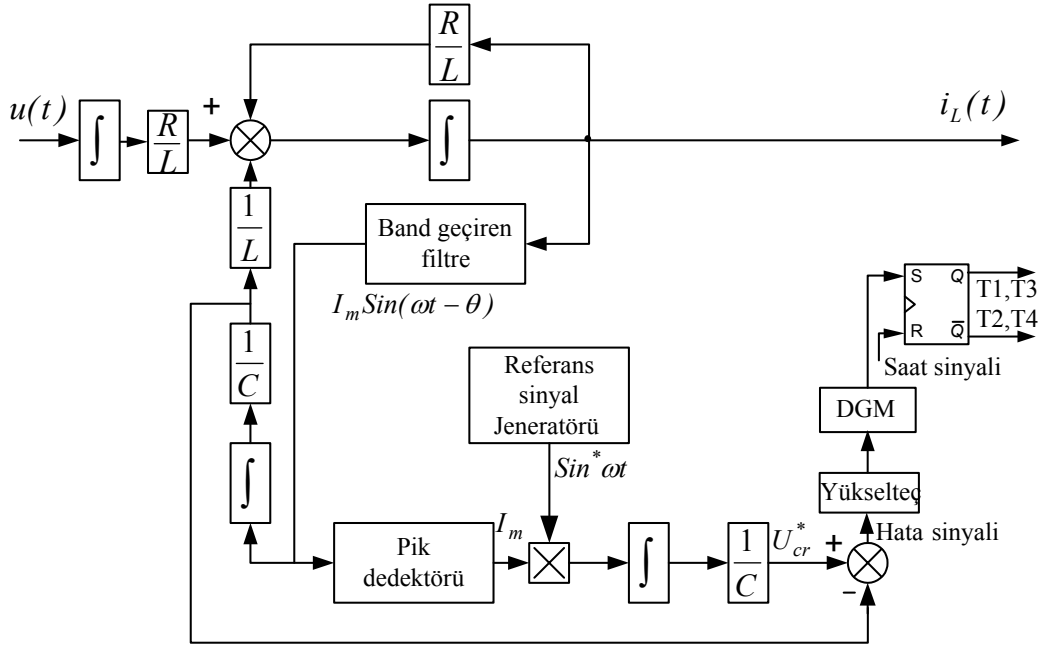 R
L
u(t)
∫
R
L
+
∫
i_L(t)
1
L
Band geçiren
filtre
I_m Sin(ωt − θ)
S
Q
R
Q̅
T1,T3
T2,T4
Saat sinyali
1
C
Referans
sinyal
Jeneratörü
Sin^* ωt
DGM
Yükselteç
Hata sinyali
∫
Pik
dedektörü
I_m
∫
1
C
U_cr^*
+
−